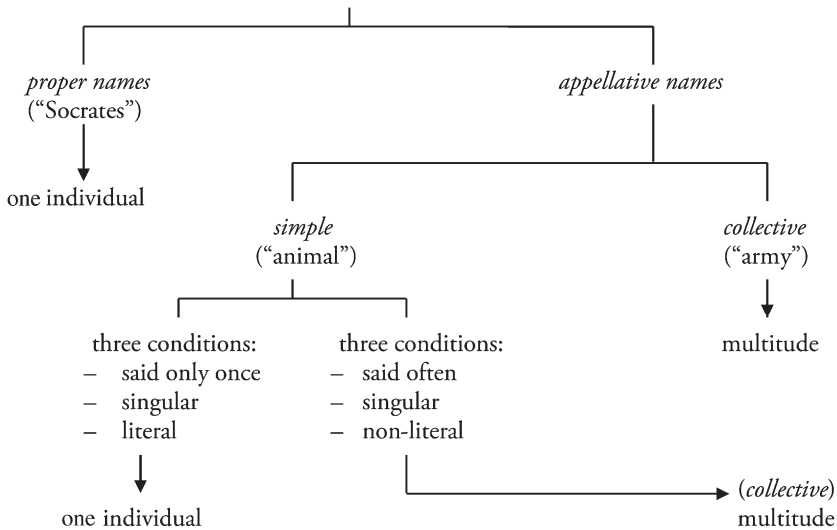 proper names
(“Socrates”)
one individual
appellative names
simple
(“animal”)
collective
(“army”)
multitude
three conditions:
– said only once
– singular
– literal
one individual
three conditions:
– said often
– singular
– non-literal
(collective)
multitude